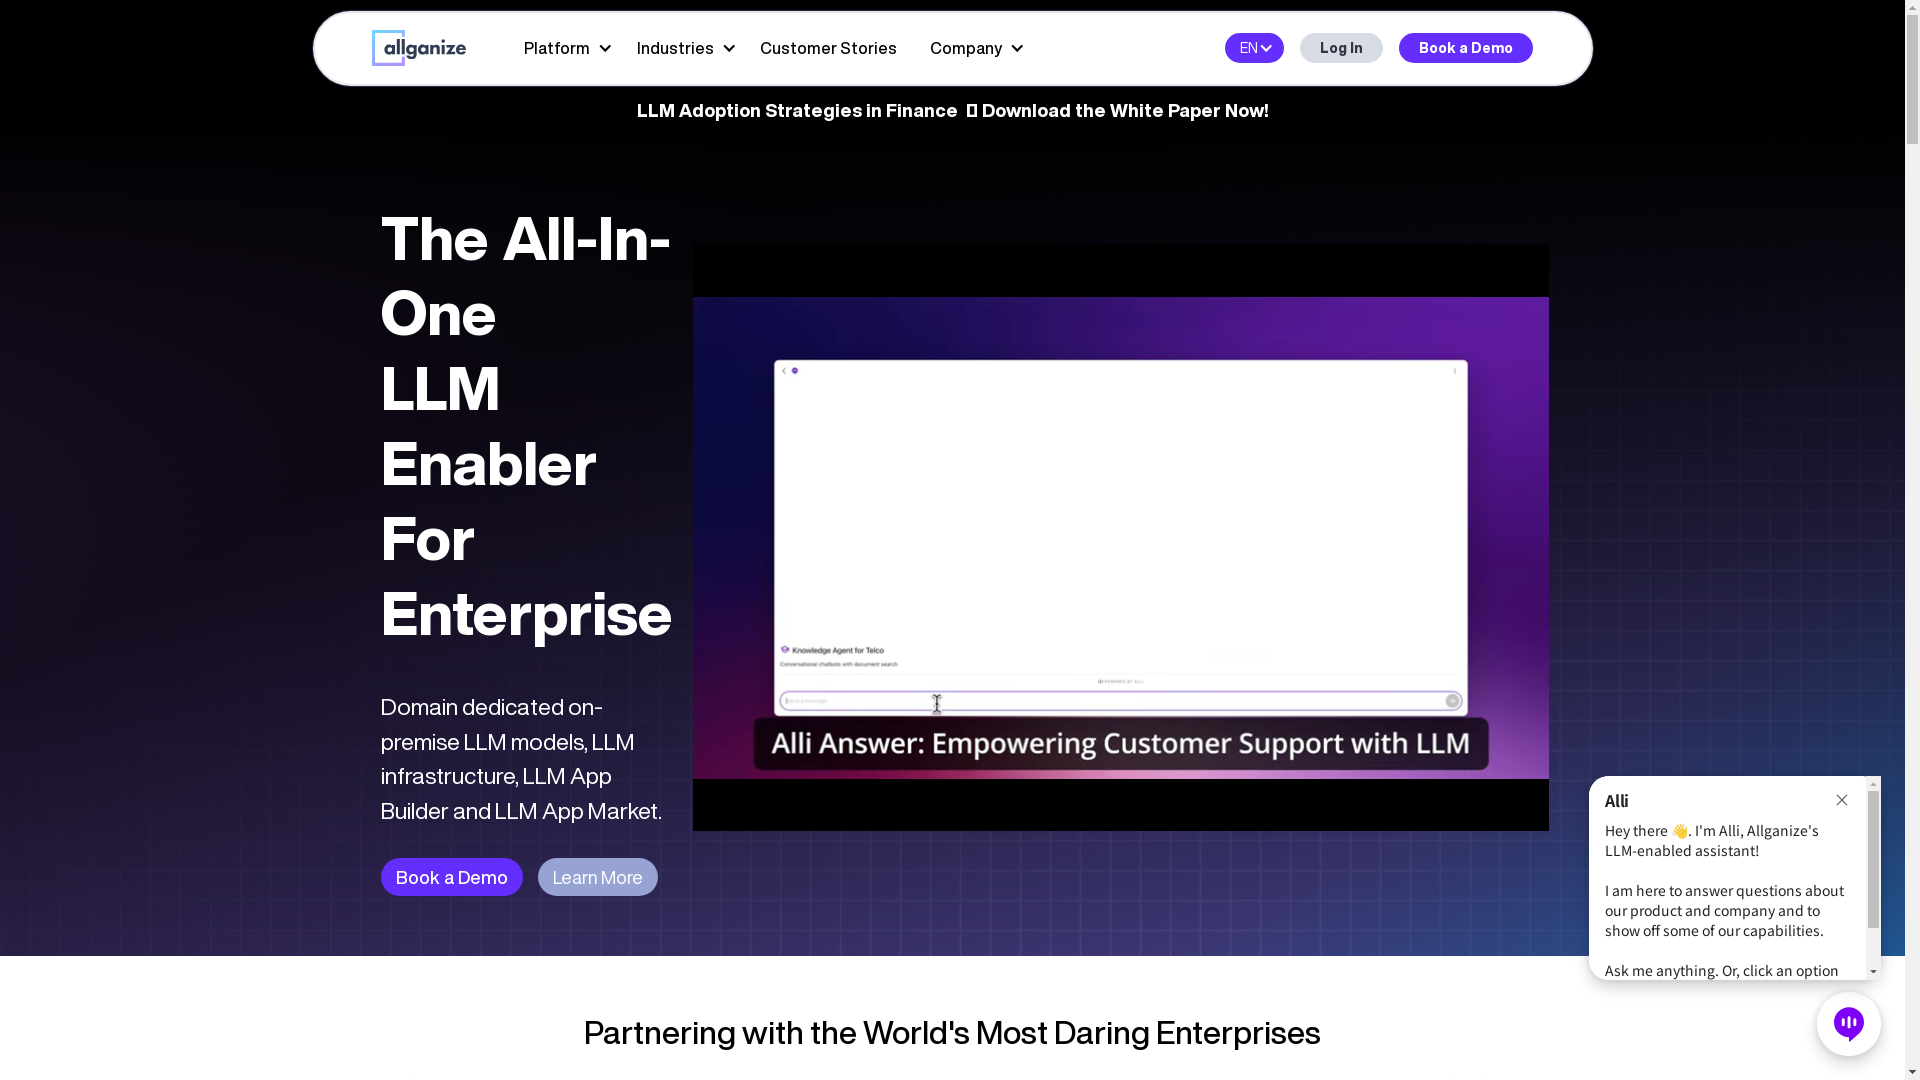 allganize
Platform
Industries
Customer Stories
Company
EN
Log In
Book a Demo
LLM Adoption Strategies in Finance Download the White Paper Now!
The All-In-
One
LLM
Enabler
For
Enterprise
Domain dedicated on-
premise LLM models, LLM
infrastructure, LLM App
Builder and LLM App Market.
Book a Demo
Learn More
Knowledge Agent for Telco
Conversational chatbots with document search
POWERED BY ALLI
Send a message
Alli Answer: Empowering Customer Support with LLM
Alli
Hey there 👋. I'm Alli, Allganize's
LLM-enabled assistant!
I am here to answer questions about
our product and company and to
show off some of our capabilities.
Ask me anything. Or, click an option
Partnering with the World's Most Daring Enterprises